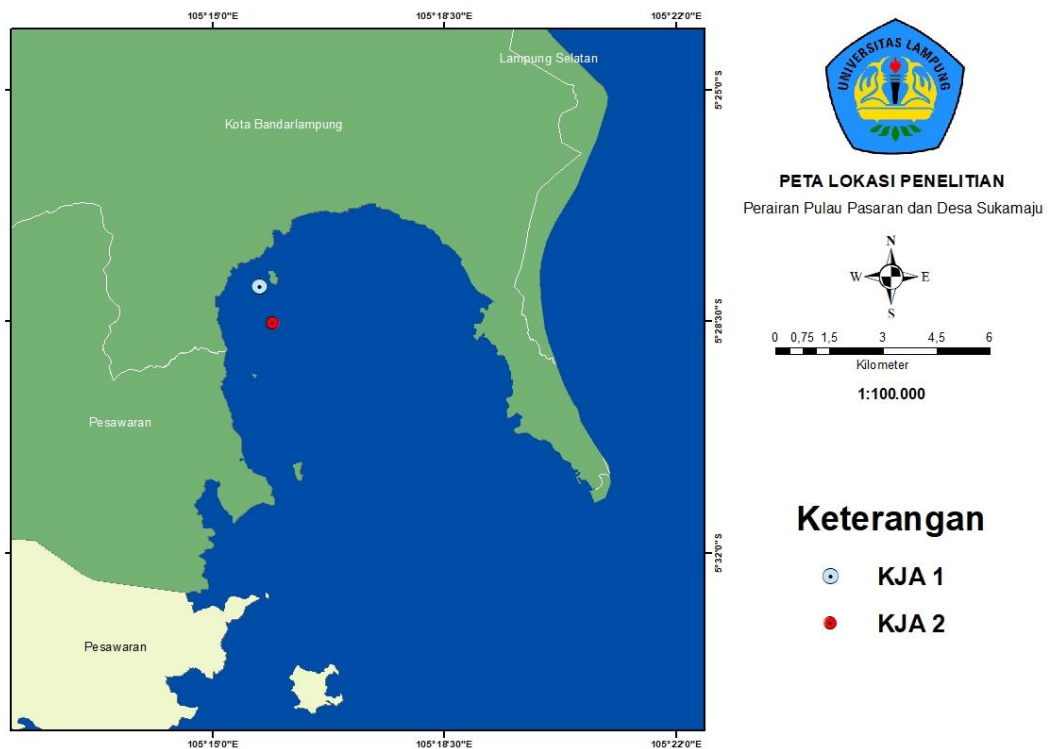 105°15'0"E 105°18'30"E 105°22'0"E
Lampung Selatan
Kota Bandarlampung
Pesawaran
Pesawaran
5°25'0"S
5°28'30"S
5°32'0"S
105°15'0"E 105°18'30"E 105°22'0"E
UNIVERSITAS LAMPUNG
PETA LOKASI PENELITIAN
Perairan Pulau Pasaran dan Desa Sukamaju
N
W E
S
0 0,75 1,5 3 4,5 6
Kilometer
1:100.000
Keterangan
KJA 1
KJA 2